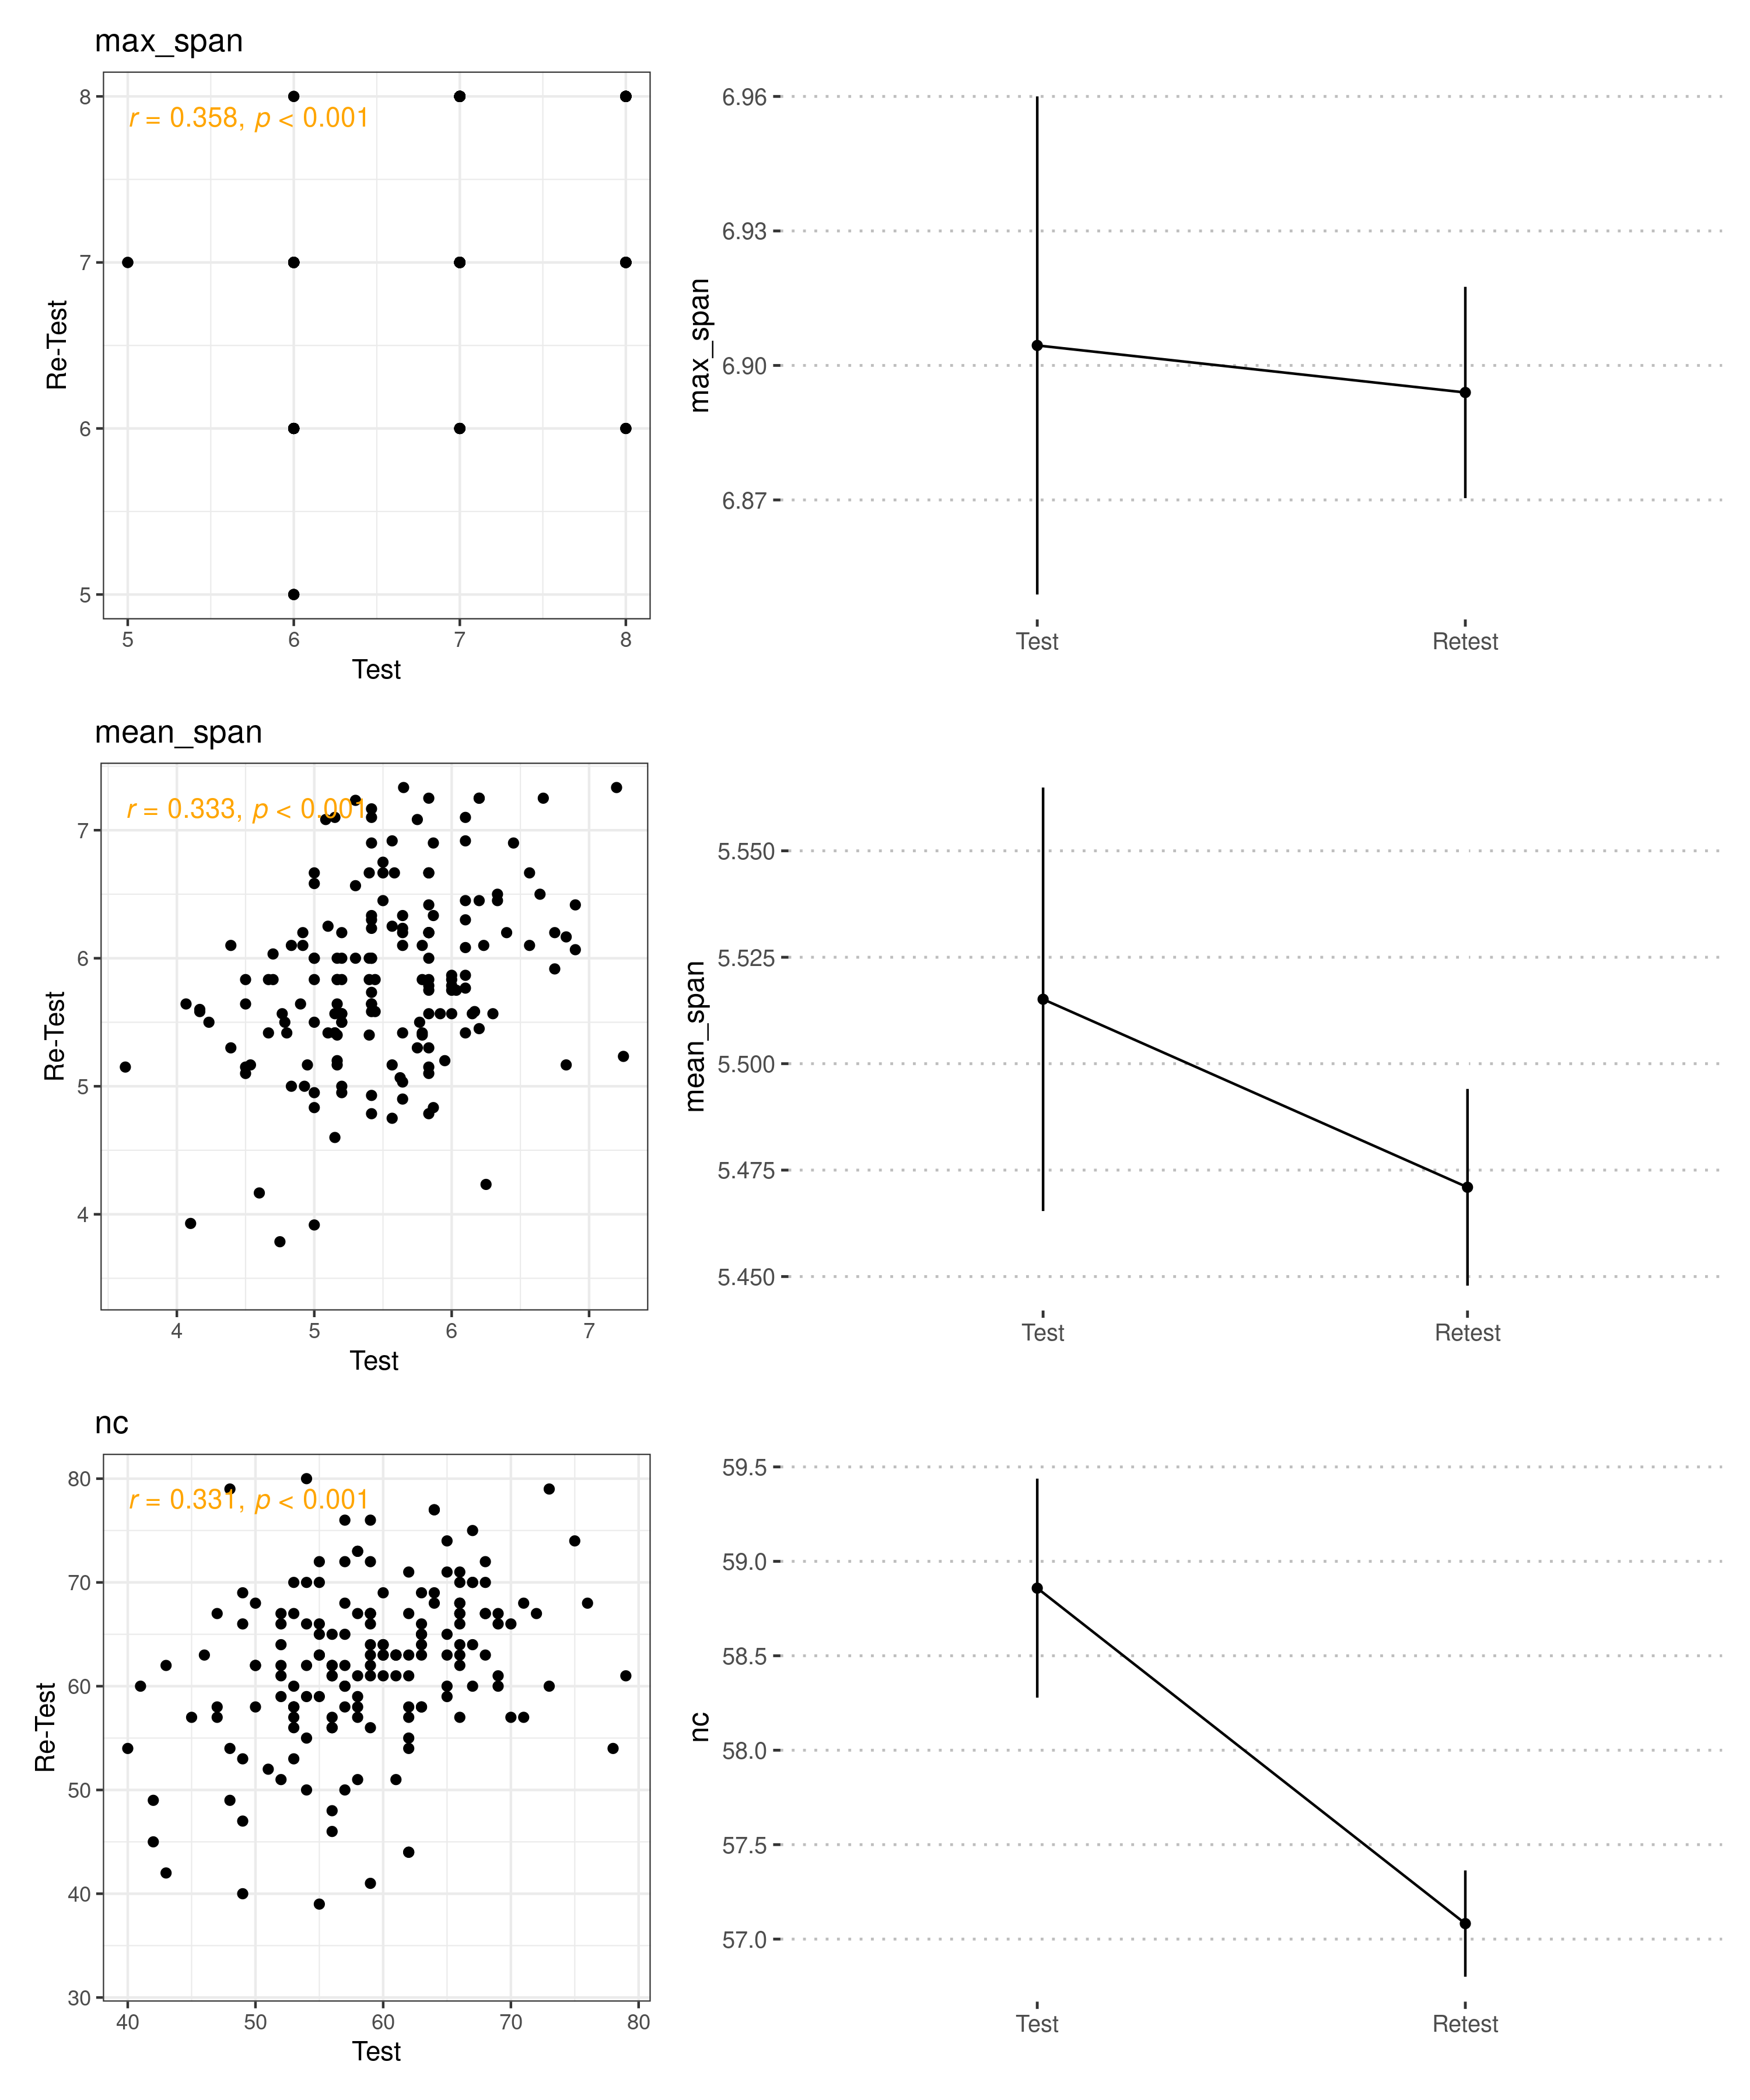 max_span
r = 0.358, p < 0.001
8
7
6
5
Re-Test
5 6 7 8
Test
6.96
6.93
6.90
6.87
max_span
Test Retest
mean_span
r = 0.333, p < 0.001
7
6
5
4
Re-Test
4 5 6 7
Test
5.550
5.525
5.500
5.475
5.450
mean_span
Test Retest
nc
r = 0.331, p < 0.001
80
70
60
50
40
30
Re-Test
40 50 60 70 80
Test
59.5
59.0
58.5
58.0
57.5
57.0
nc
Test Retest